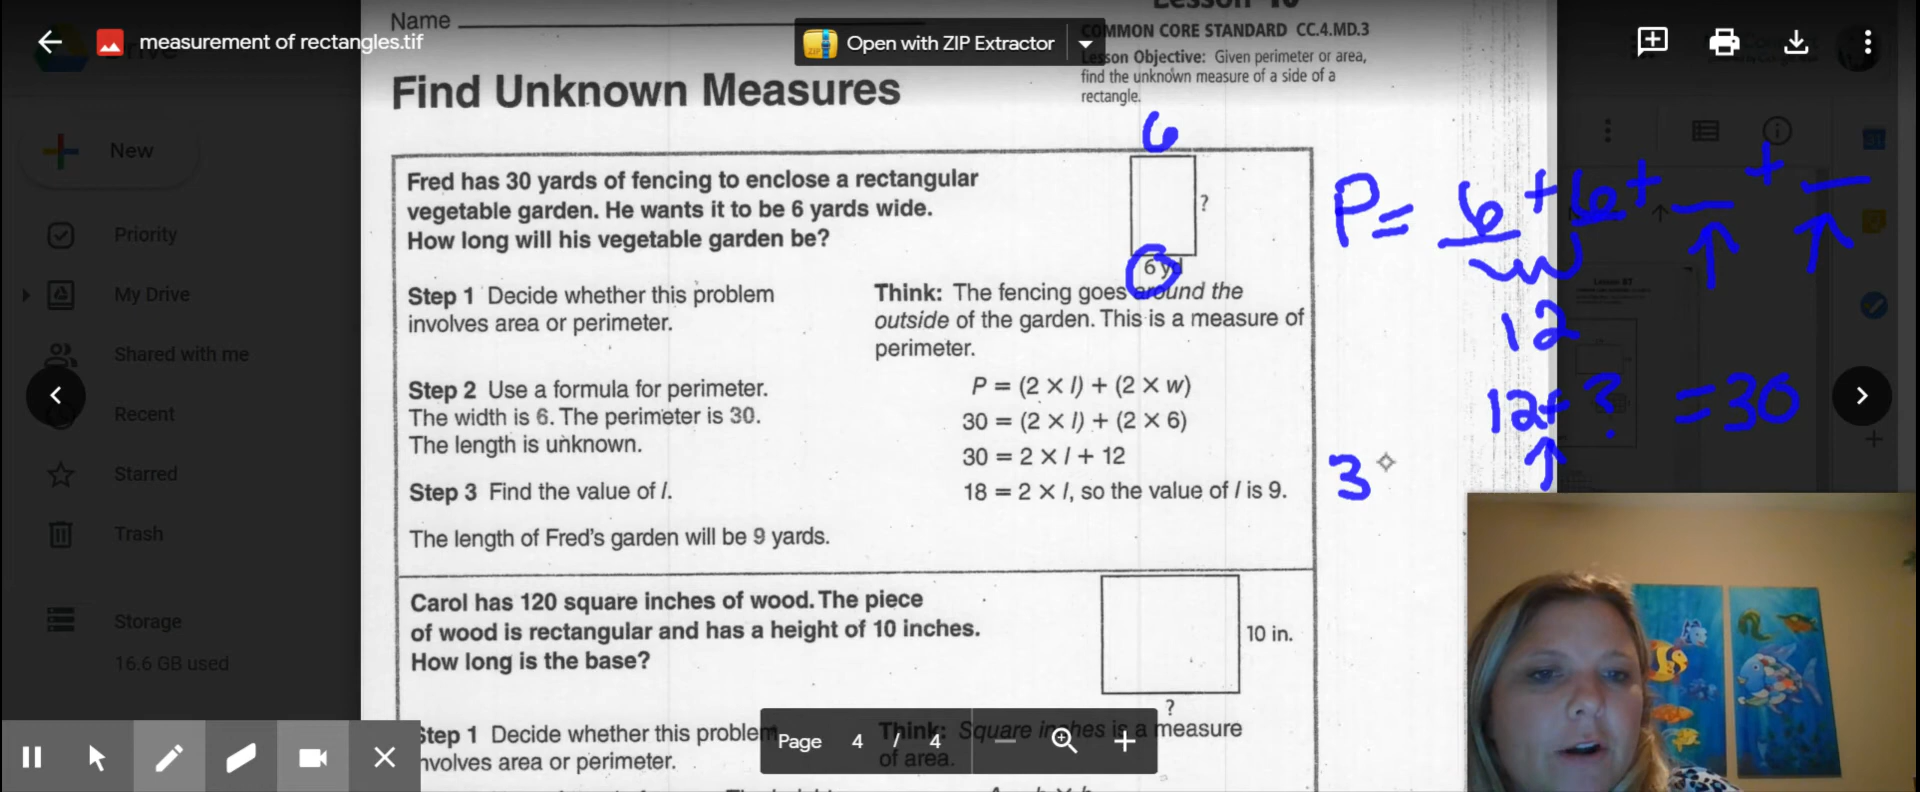 Name
Lesson 10
measurement of rectangles.tif
Open with ZIP Extractor
COMMON CORE STANDARD CC.4.MD.3
Lesson Objective: Given perimeter or area,
find the unknown measure of a side of a
rectangle.
Find Unknown Measures
New
Priority
My Drive
Shared with me
Recent
Starred
Trash
Storage
16.6 GB used
6
Fred has 30 yards of fencing to enclose a rectangular
vegetable garden. He wants it to be 6 yards wide.
How long will his vegetable garden be?
?
6 yd
Step 1 Decide whether this problem
involves area or perimeter.
Think: The fencing goes around the
outside of the garden. This is a measure of
perimeter.
Step 2 Use a formula for perimeter.
The width is 6. The perimeter is 30.
The length is unknown.
P = (2 × l) + (2 × w)
30 = (2 × l) + (2 × 6)
30 = 2 × l + 12
Step 3 Find the value of l.
18 = 2 × l, so the value of l is 9.
The length of Fred's garden will be 9 yards.
P = 6 + 6 + _ + _
12
12 + ? = 30
3
Carol has 120 square inches of wood. The piece
of wood is rectangular and has a height of 10 inches.
How long is the base?
10 in.
?
Step 1 Decide whether this problem
involves area or perimeter.
Think: Square inches is a measure
of area.
Page 4 / 4